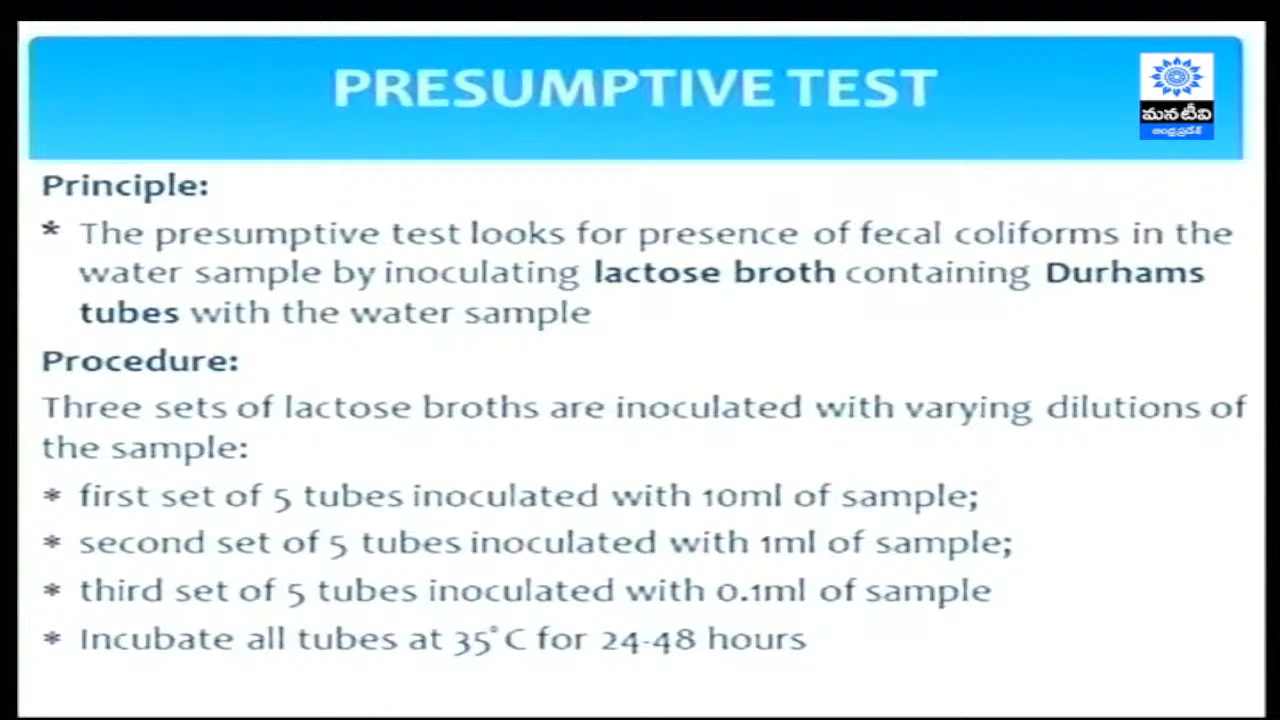 PRESUMPTIVE TEST
మనటీవి
ఆంధ్రప్రదేశ్
Principle:
* The presumptive test looks for presence of fecal coliforms in the
water sample by inoculating lactose broth containing Durhams
tubes with the water sample
Procedure:
Three sets of lactose broths are inoculated with varying dilutions of
the sample:
* first set of 5 tubes inoculated with 10ml of sample;
* second set of 5 tubes inoculated with 1ml of sample;
* third set of 5 tubes inoculated with 0.1ml of sample
* Incubate all tubes at 35°C for 24-48 hours